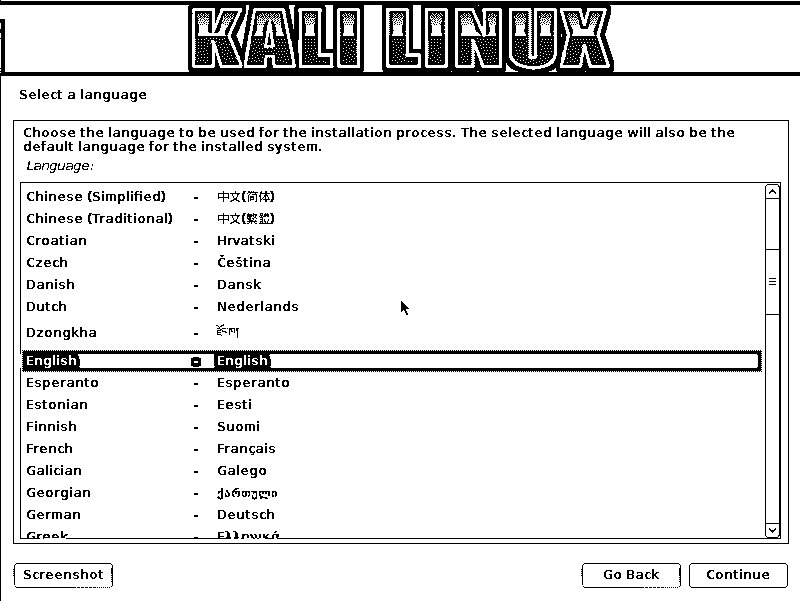 KALI LINUX
Select a language
Choose the language to be used for the installation process. The selected language will also be the
default language for the installed system.
Language:
Chinese (Simplified) - 中文(简体)
Chinese (Traditional) - 中文(繁體)
Croatian - Hrvatski
Czech - Čeština
Danish - Dansk
Dutch - Nederlands
Dzongkha - རྫོང་ཁ།
English - English
Esperanto - Esperanto
Estonian - Eesti
Finnish - Suomi
French - Français
Galician - Galego
Georgian - ქართული
German - Deutsch
Greek - Ελληνικά
Screenshot
Go Back
Continue